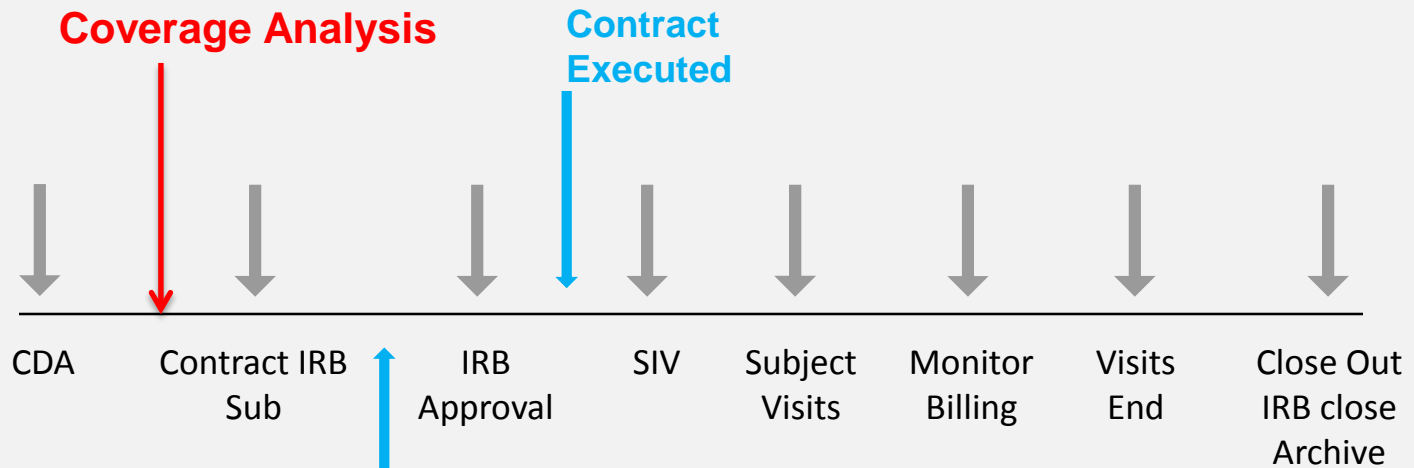 Coverage Analysis
Contract
Executed
CDA
Contract IRB
Sub
IRB
Approval
SIV
Subject
Visits
Monitor
Billing
Visits
End
Close Out
IRB close
Archive